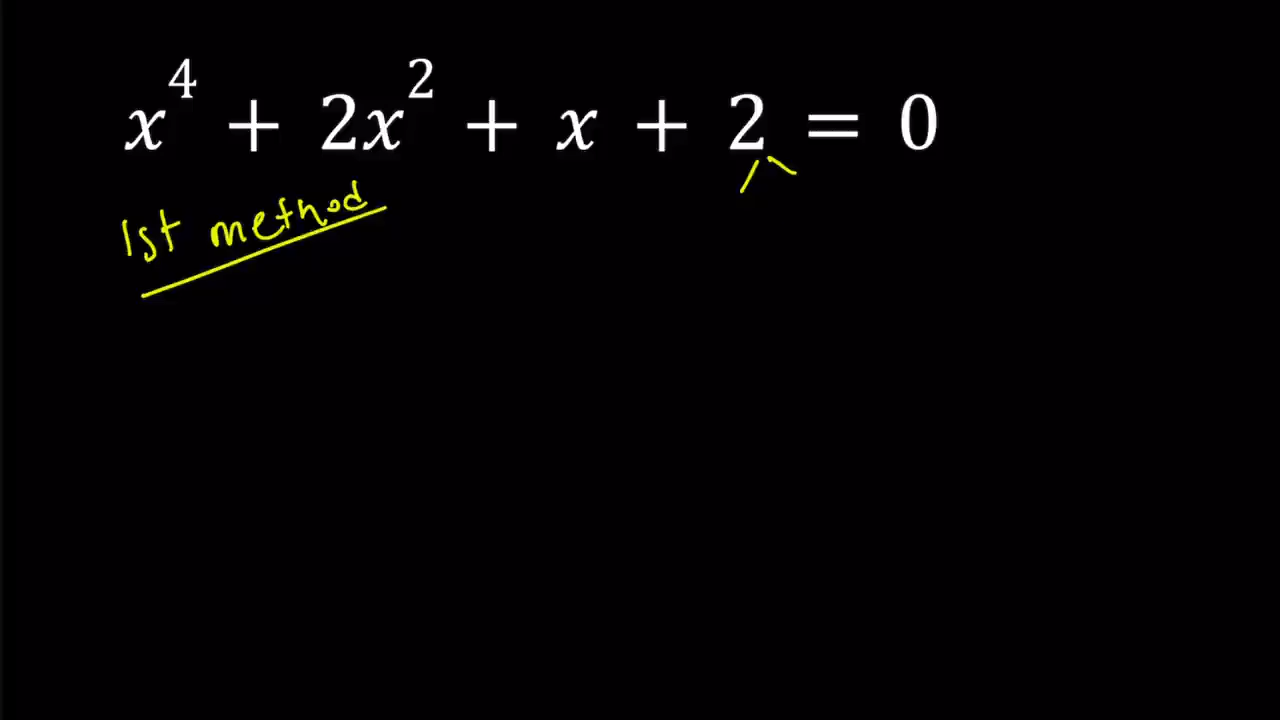 x⁴ + 2x² + x + 2 = 0
1st method